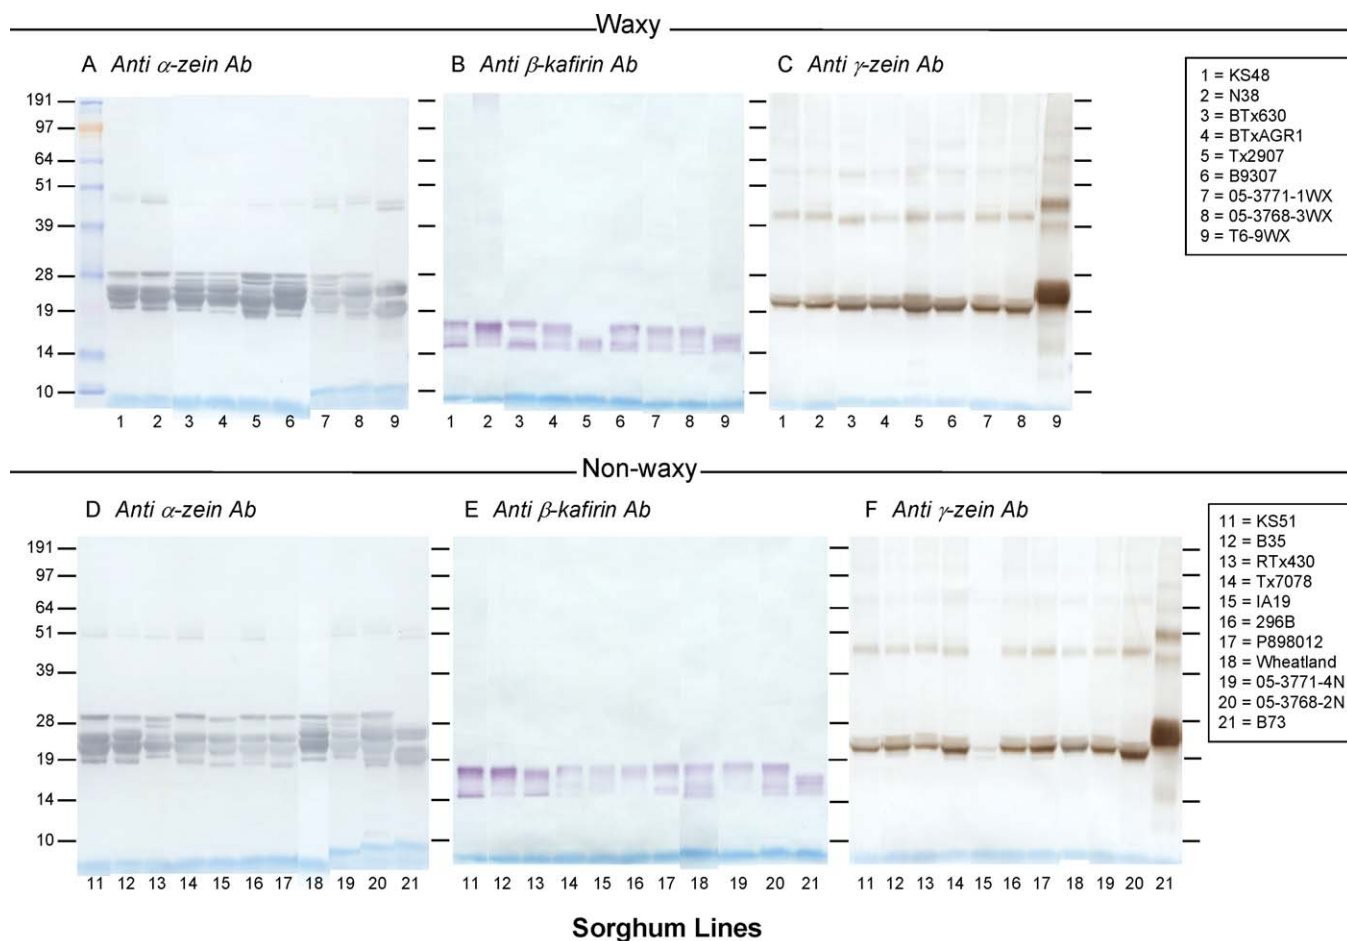 Waxy
A Anti α-zein Ab
B Anti β-kafirin Ab
C Anti γ-zein Ab
191
97
64
51
39
28
19
14
10
1 2 3 4 5 6 7 8 9
1 2 3 4 5 6 7 8 9
1 2 3 4 5 6 7 8 9
1 = KS48
2 = N38
3 = BTx630
4 = BTxAGR1
5 = Tx2907
6 = B9307
7 = 05-3771-1WX
8 = 05-3768-3WX
9 = T6-9WX
Non-waxy
D Anti α-zein Ab
E Anti β-kafirin Ab
F Anti γ-zein Ab
191
97
64
51
39
28
19
14
10
11 12 13 14 15 16 17 18 19 20 21
11 12 13 14 15 16 17 18 19 20 21
11 12 13 14 15 16 17 18 19 20 21
11 = KS51
12 = B35
13 = RTx430
14 = Tx7078
15 = IA19
16 = 296B
17 = P898012
18 = Wheatland
19 = 05-3771-4N
20 = 05-3768-2N
21 = B73
Sorghum Lines